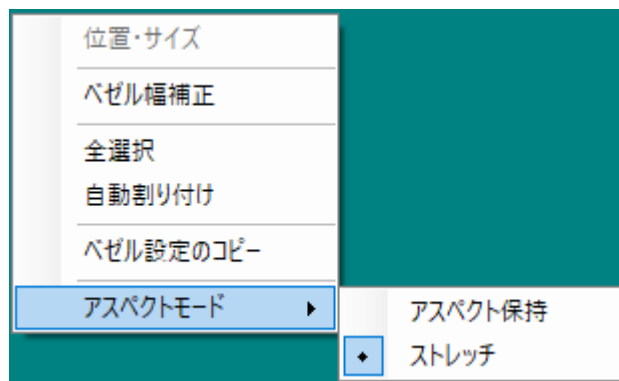 位置・サイズ
ベゼル幅補正
全選択
自動割り付け
ベゼル設定のコピー
アスペクトモード
アスペクト保持
ストレッチ